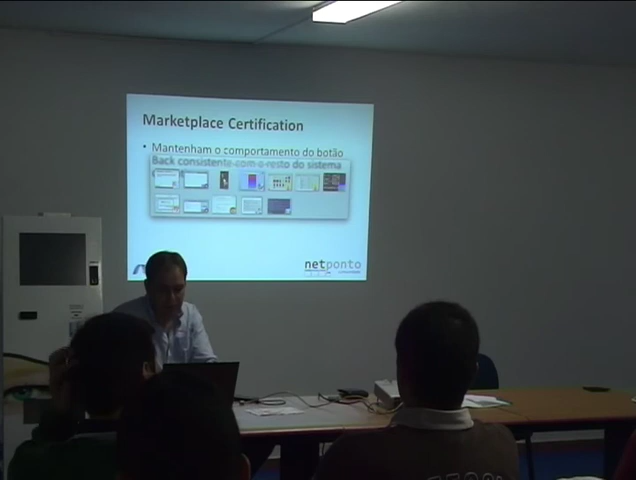 Marketplace Certification
• Mantenham o comportamento do botão
Back consistente com o resto do sistema
netponto